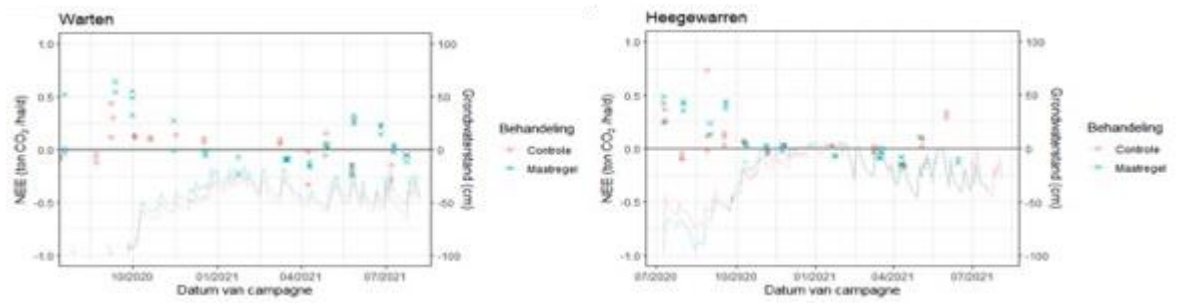 Warten
NEE (ton CO₂ /ha/d)
1.0
0.5
0.0
-0.5
-1.0
100
50
0
-50
-100
Grondwaterstand (cm)
10/2020 01/2021 04/2021 07/2021
Datum van campagne
Behandeling
Controle
Maatregel
Heegewarren
NEE (ton CO₂ /ha/d)
1.0
0.5
0.0
-0.5
-1.0
100
50
0
-50
-100
Grondwaterstand (cm)
07/2020 10/2020 01/2021 04/2021 07/2021
Datum van campagne
Behandeling
Controle
Maatregel